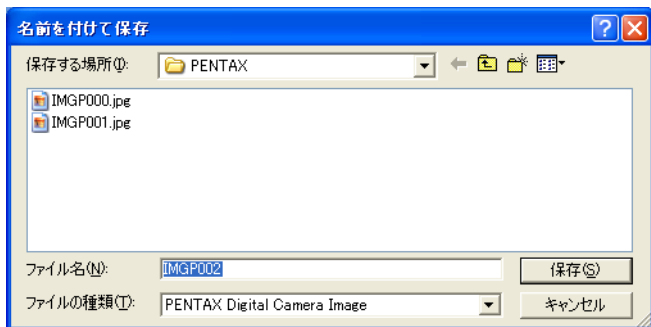 名前を付けて保存
保存する場所(I):
PENTAX
IMGP000.jpg
IMGP001.jpg
ファイル名(N):
IMGP002
保存(S)
ファイルの種類(T):
PENTAX Digital Camera Image
キャンセル